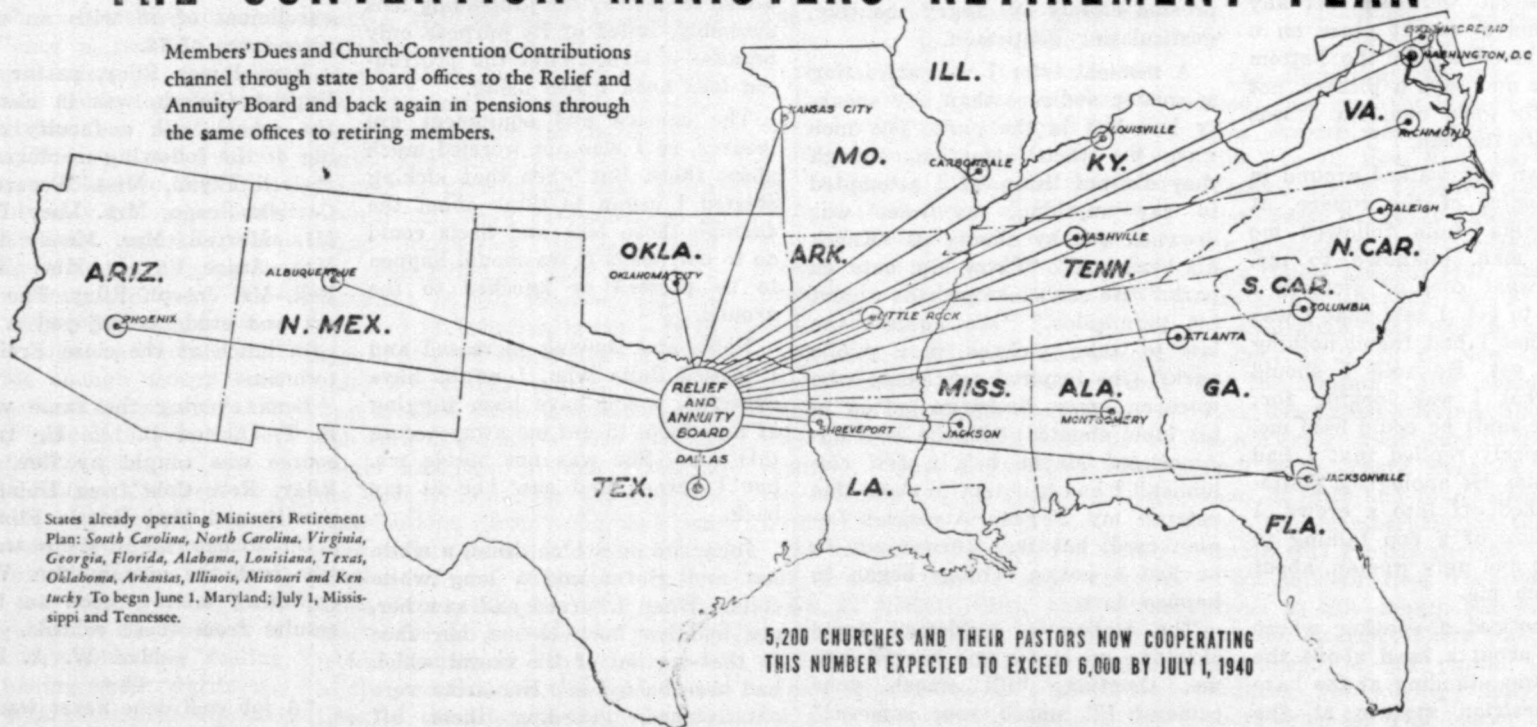 Members' Dues and Church-Convention Contributions
channel through state board offices to the Relief and
Annuity Board and back again in pensions through
the same offices to retiring members.
ILL.
WASHINGTON, D.C.
KANSAS CITY
VA.
RICHMOND
LOUISVILLE
MO.
CARBONDALE
KY.
RALEIGH
NASHVILLE
N. CAR.
OKLA.
ARK.
TENN.
ARIZ.
ALBUQUERQUE
OKLAHOMA CITY
S. CAR.
COLUMBIA
PHOENIX
N. MEX.
LITTLE ROCK
ATLANTA
RELIEF
AND
ANNUITY
BOARD
MISS.
ALA.
GA.
MONTGOMERY
SHREVEPORT
JACKSON
DALLAS
TEX.
LA.
JACKSONVILLE
FLA.
States already operating Ministers Retirement
Plan: South Carolina, North Carolina, Virginia,
Georgia, Florida, Alabama, Louisiana, Texas,
Oklahoma, Arkansas, Illinois, Missouri and Ken
tucky To begin June 1, Maryland; July 1, Missis-
sippi and Tennessee.
5,200 CHURCHES AND THEIR PASTORS NOW COOPERATING
THIS NUMBER EXPECTED TO EXCEED 6,000 BY JULY 1 1940